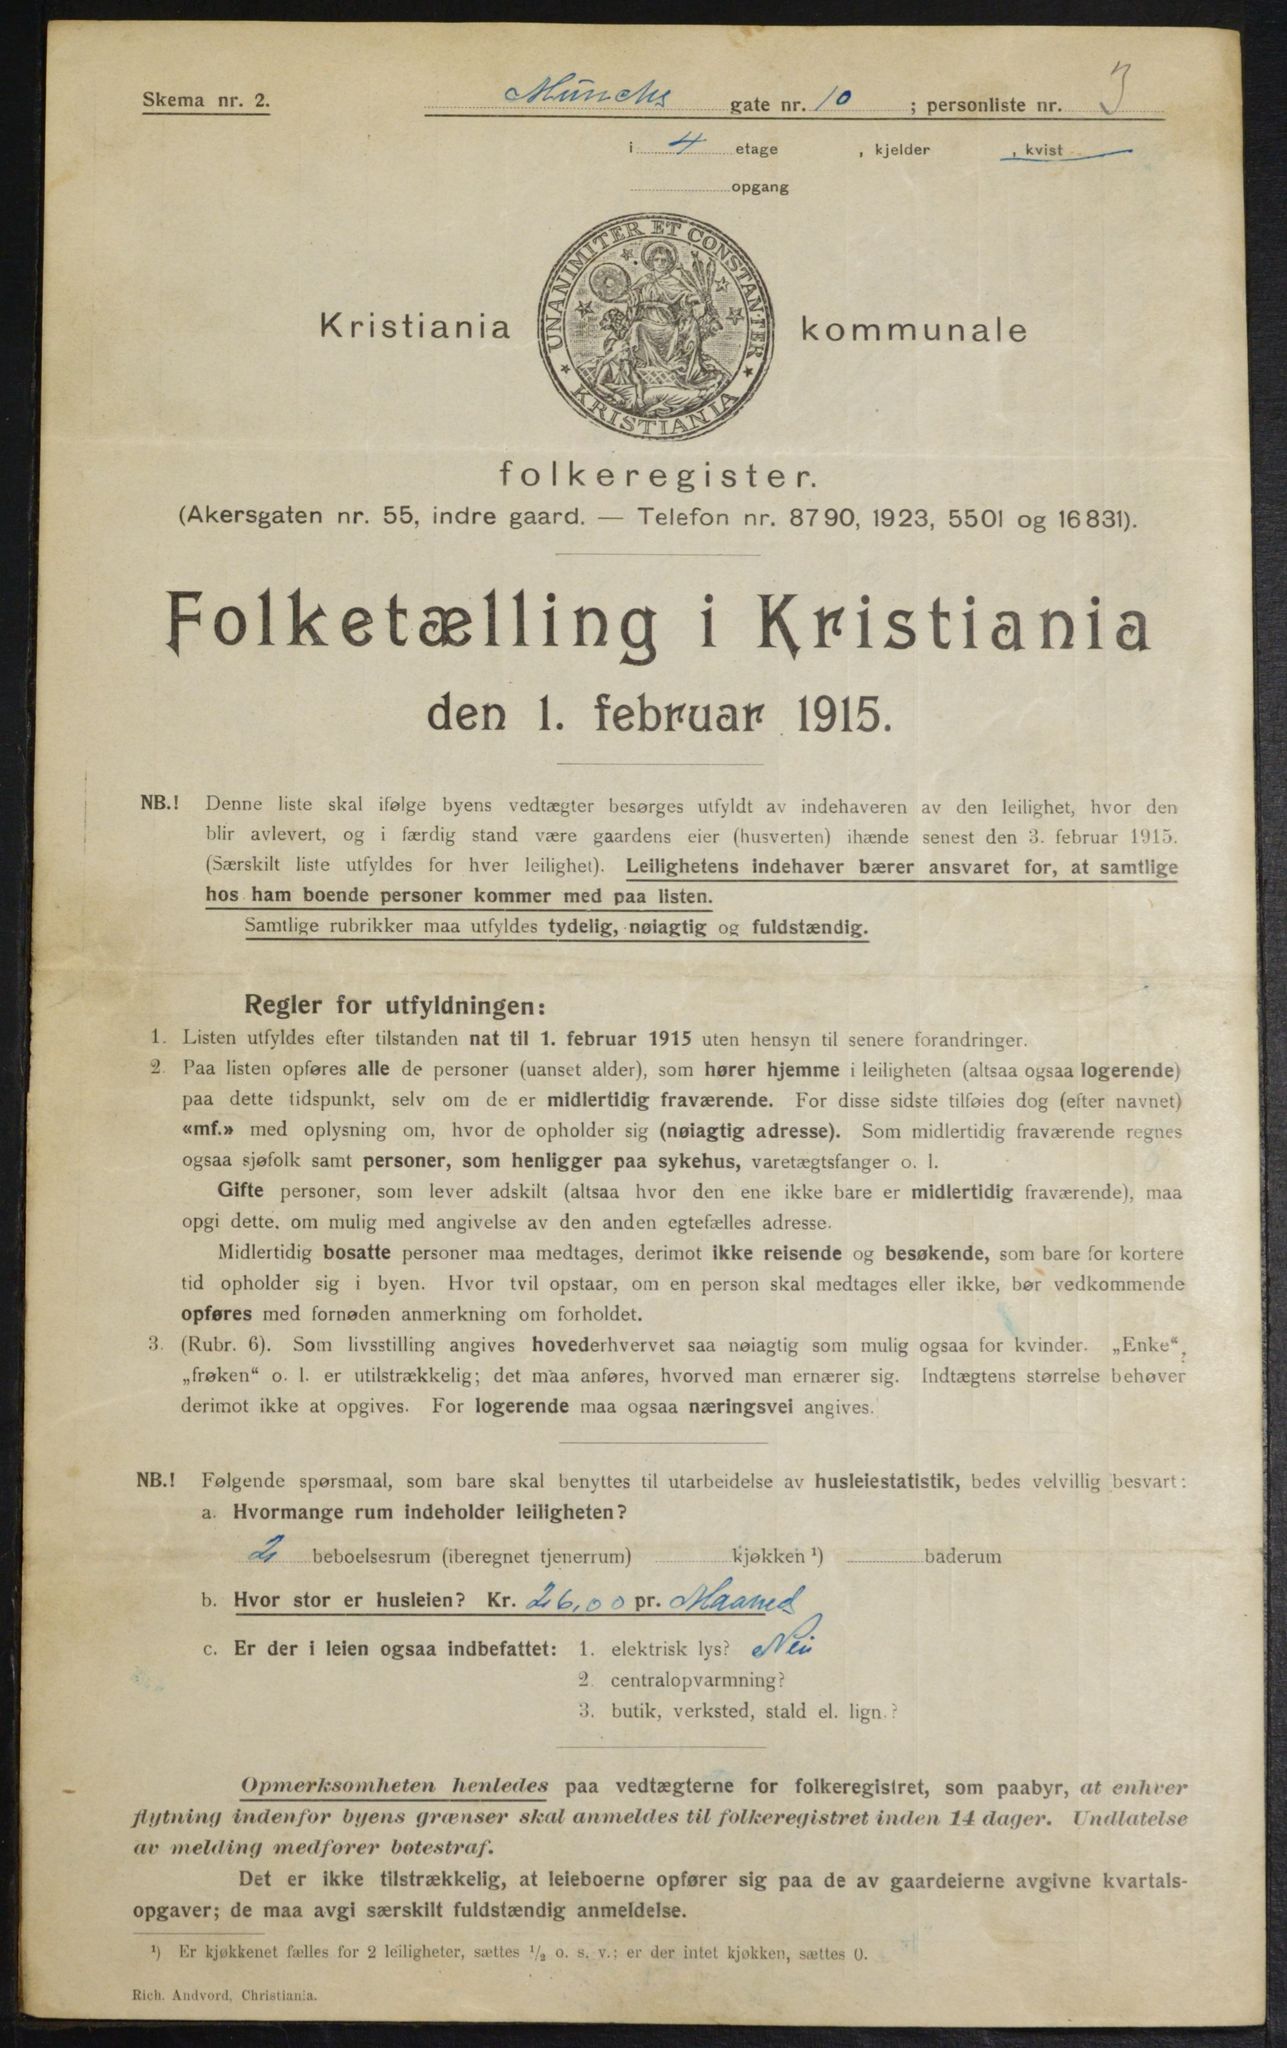 Skema nr. 2.
Munchs gate nr. 10 ; personliste nr. 3
i 4 etage , kjelder , kvist
opgang
UNANIMITER ET CONSTANTER
KRISTIANIA
Kristiania kommunale
folkeregister.
(Akersgaten nr. 55, indre gaard. — Telefon nr. 8790, 1923, 5501 og 16831).
Folketælling i Kristiania
den 1. februar 1915.
NB.! Denne liste skal ifølge byens vedtægter besørges utfyldt av indehaveren av den leilighet, hvor den
blir avlevert, og i færdig stand være gaardens eier (husverten) ihænde senest den 3. februar 1915.
(Særskilt liste utfyldes for hver leilighet). Leilighetens indehaver bærer ansvaret for, at samtlige
hos ham boende personer kommer med paa listen.
Samtlige rubrikker maa utfyldes tydelig, nøiagtig og fuldstændig.
Regler for utfyldningen:
1. Listen utfyldes efter tilstanden nat til 1. februar 1915 uten hensyn til senere forandringer.
2. Paa listen opføres alle de personer (uanset alder), som hører hjemme i leiligheten (altsaa ogsaa logerende)
paa dette tidspunkt, selv om de er midlertidig fraværende. For disse sidste tilføies dog (efter navnet)
«mf.» med oplysning om, hvor de opholder sig (nøiagtig adresse). Som midlertidig fraværende regnes
ogsaa sjøfolk samt personer, som henligger paa sykehus, varetægtsfanger o. l.
Gifte personer, som lever adskilt (altsaa hvor den ene ikke bare er midlertidig fraværende), maa
opgi dette, om mulig med angivelse av den anden egtefælles adresse.
Midlertidig bosatte personer maa medtages, derimot ikke reisende og besøkende, som bare for kortere
tid opholder sig i byen. Hvor tvil opstaar, om en person skal medtages eller ikke, bør vedkommende
opføres med fornøden anmerkning om forholdet.
3. (Rubr. 6). Som livsstilling angives hovederhvervet saa nøiagtig som mulig ogsaa for kvinder. „Enke“,
„frøken“ o. l. er utilstrækkelig; det maa anføres, hvorved man ernærer sig. Indtægtens størrelse behøver
derimot ikke at opgives. For logerende maa ogsaa næringsvei angives.
NB.! Følgende spørsmaal, som bare skal benyttes til utarbeidelse av husleiestatistik, bedes velvillig besvart:
a. Hvormange rum indeholder leiligheten?
2 beboelsesrum (iberegnet tjenerrum) kjøkken ¹) baderum
b. Hvor stor er husleien? Kr. 26,00 pr. Maaned
c. Er der i leien ogsaa indbefattet: 1. elektrisk lys? Nei
2. centralopvarmning?
3. butik, verksted, stald el. lign.?
Opmerksomheten henledes paa vedtægterne for folkeregistret, som paabyr, at enhver
flytning indenfor byens grænser skal anmeldes til folkeregistret inden 14 dager. Undlatelse
av melding medfører bøtestraf.
Det er ikke tilstrækkelig, at leieboerne opfører sig paa de av gaardeierne avgivne kvartals-
opgaver; de maa avgi særskilt fuldstændig anmeldelse.
¹) Er kjøkkenet fælles for 2 leiligheter, sættes ½ o. s. v.; er der intet kjøkken, sættes 0.
Rich. Andvord, Christiania.